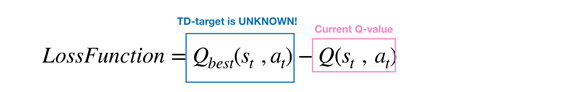 TD-target is UNKNOWN!
Current Q-value
LossFunction = Q_best(s_t , a_t) − Q(s_t , a_t)